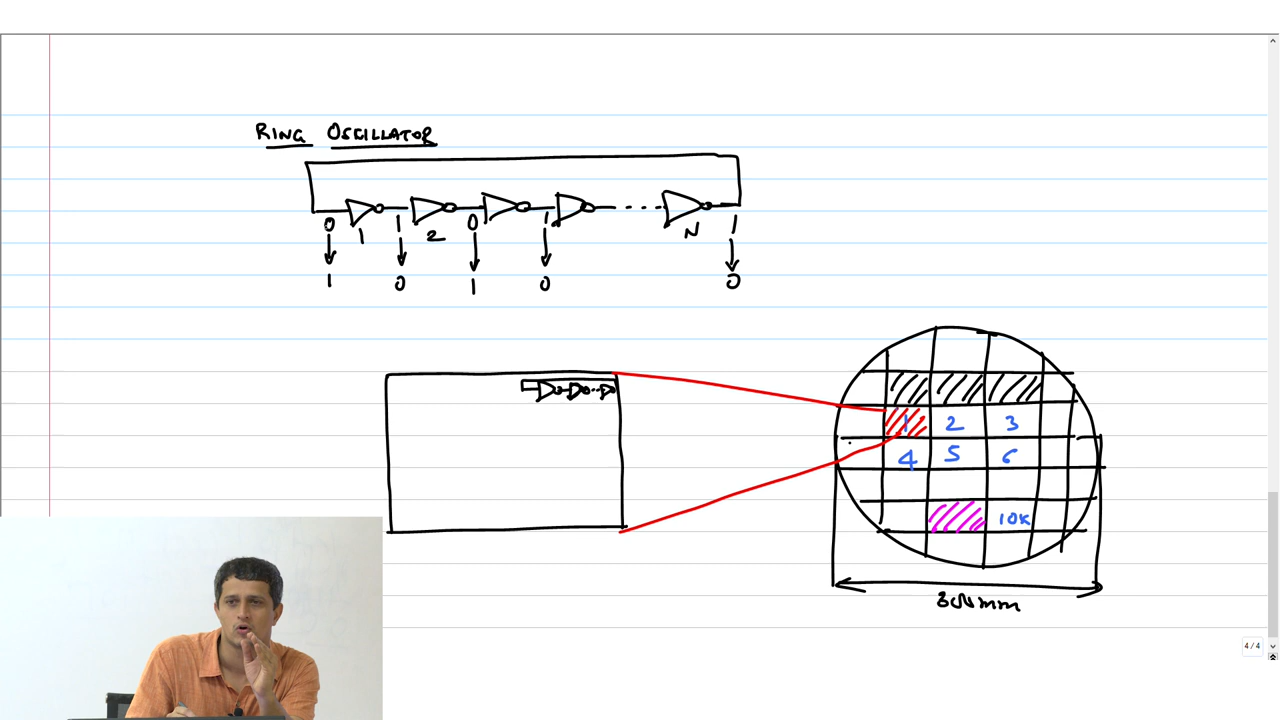 RING OSCILLATOR
0 1 1 2 0 1 N 1
1 0 1 0 0
1 2 3
4 5 6
10K
300mm
4/4